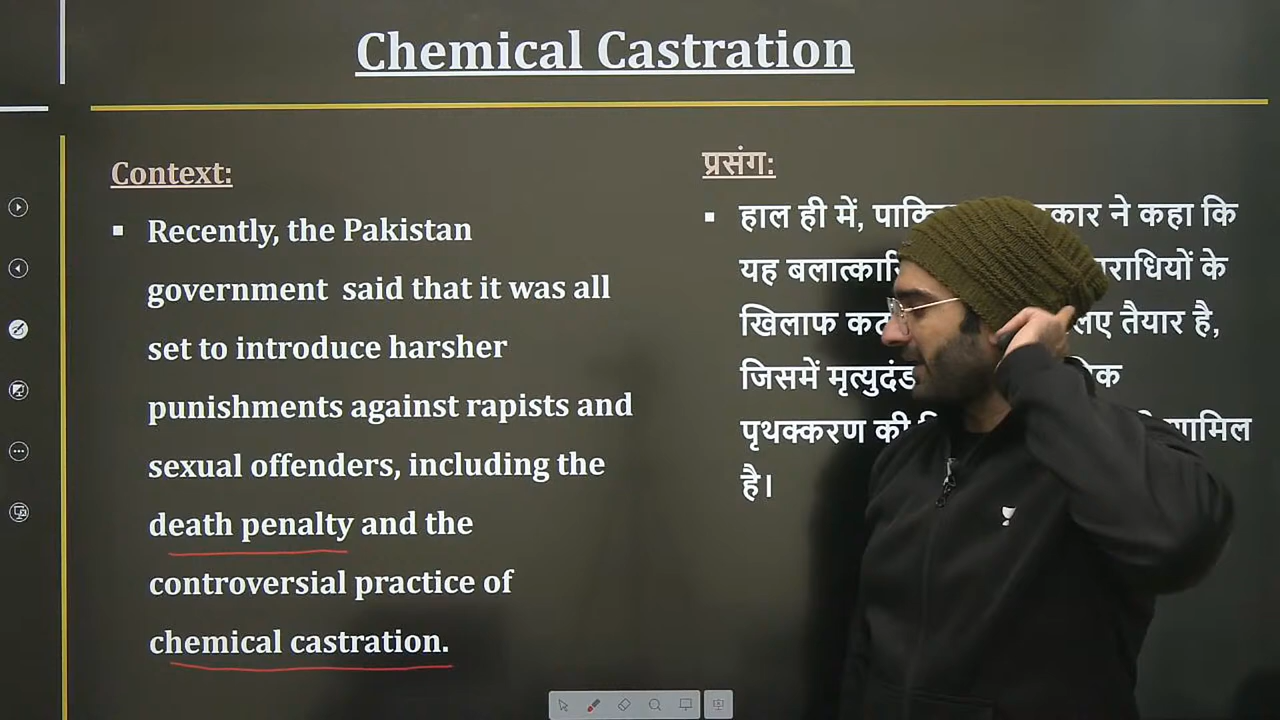 Chemical Castration
Context:
▪ Recently, the Pakistan
government said that it was all
set to introduce harsher
punishments against rapists and
sexual offenders, including the
death penalty and the
controversial practice of
chemical castration.
प्रसंग:
▪ हाल ही में, ने कहा कि
यह के
खिलाफ तैयार है,
जिसमें
पृथक्करण की शामिल
है।